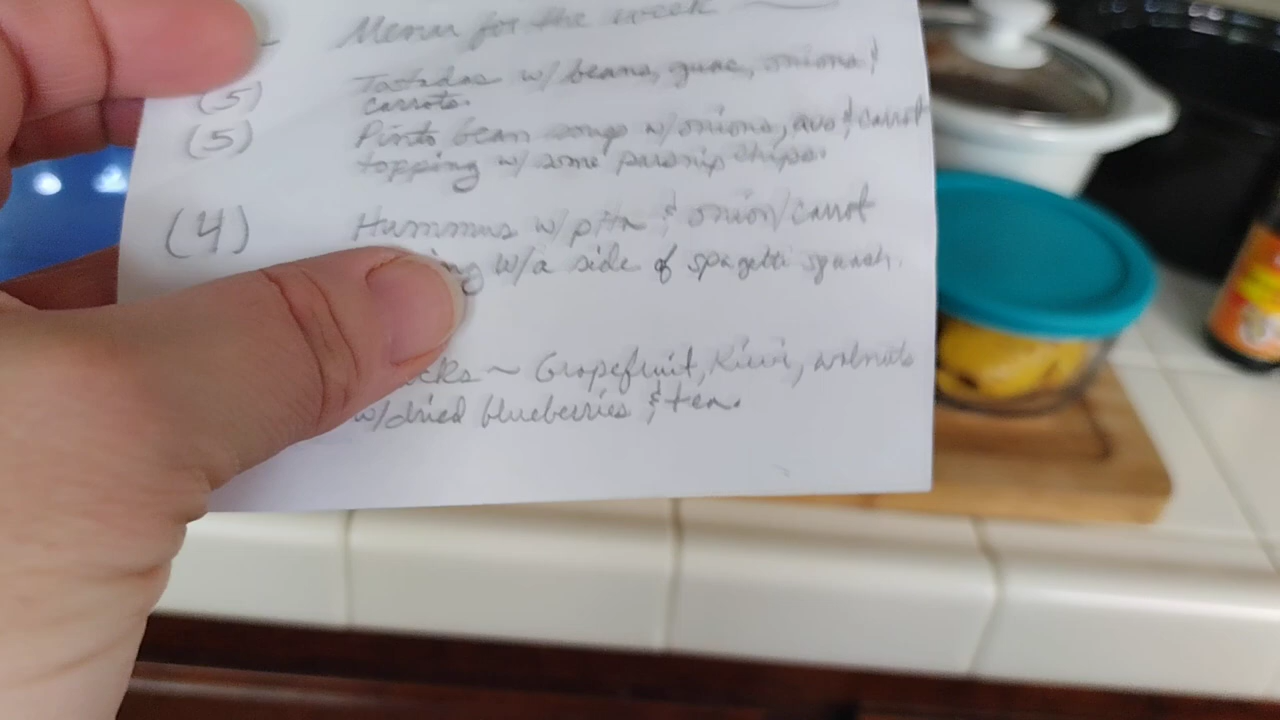 Menu for the week
(5) Tostadas w/ beans, guac, onions &
carrots.
(5) Pinto bean soup w/onions, avo & carrot
topping w/ some parsnip chips.
(4) Hummus w/ pita & onion/carrot
w/a side of spagetti squash.
~ Grapefruit, Kiwi, walnuts
w/dried blueberries & tea.